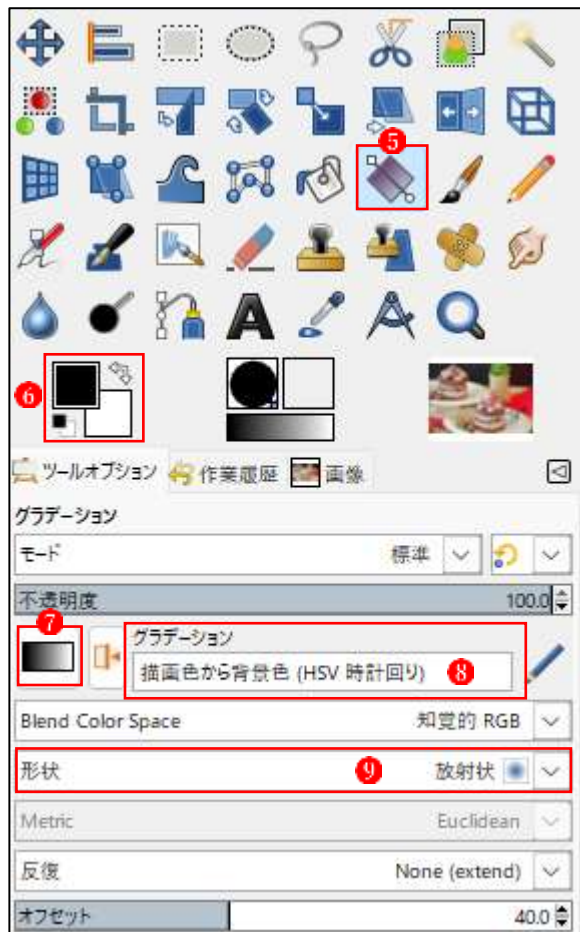 5
6
ツールオプション 作業履歴 画像
グラデーション
モード 標準
不透明度 100.0
7
グラデーション
描画色から背景色 (HSV 時計回り) 8
Blend Color Space 知覚的 RGB
形状 9 放射状
Metric Euclidean
反復 None (extend)
オフセット 40.0